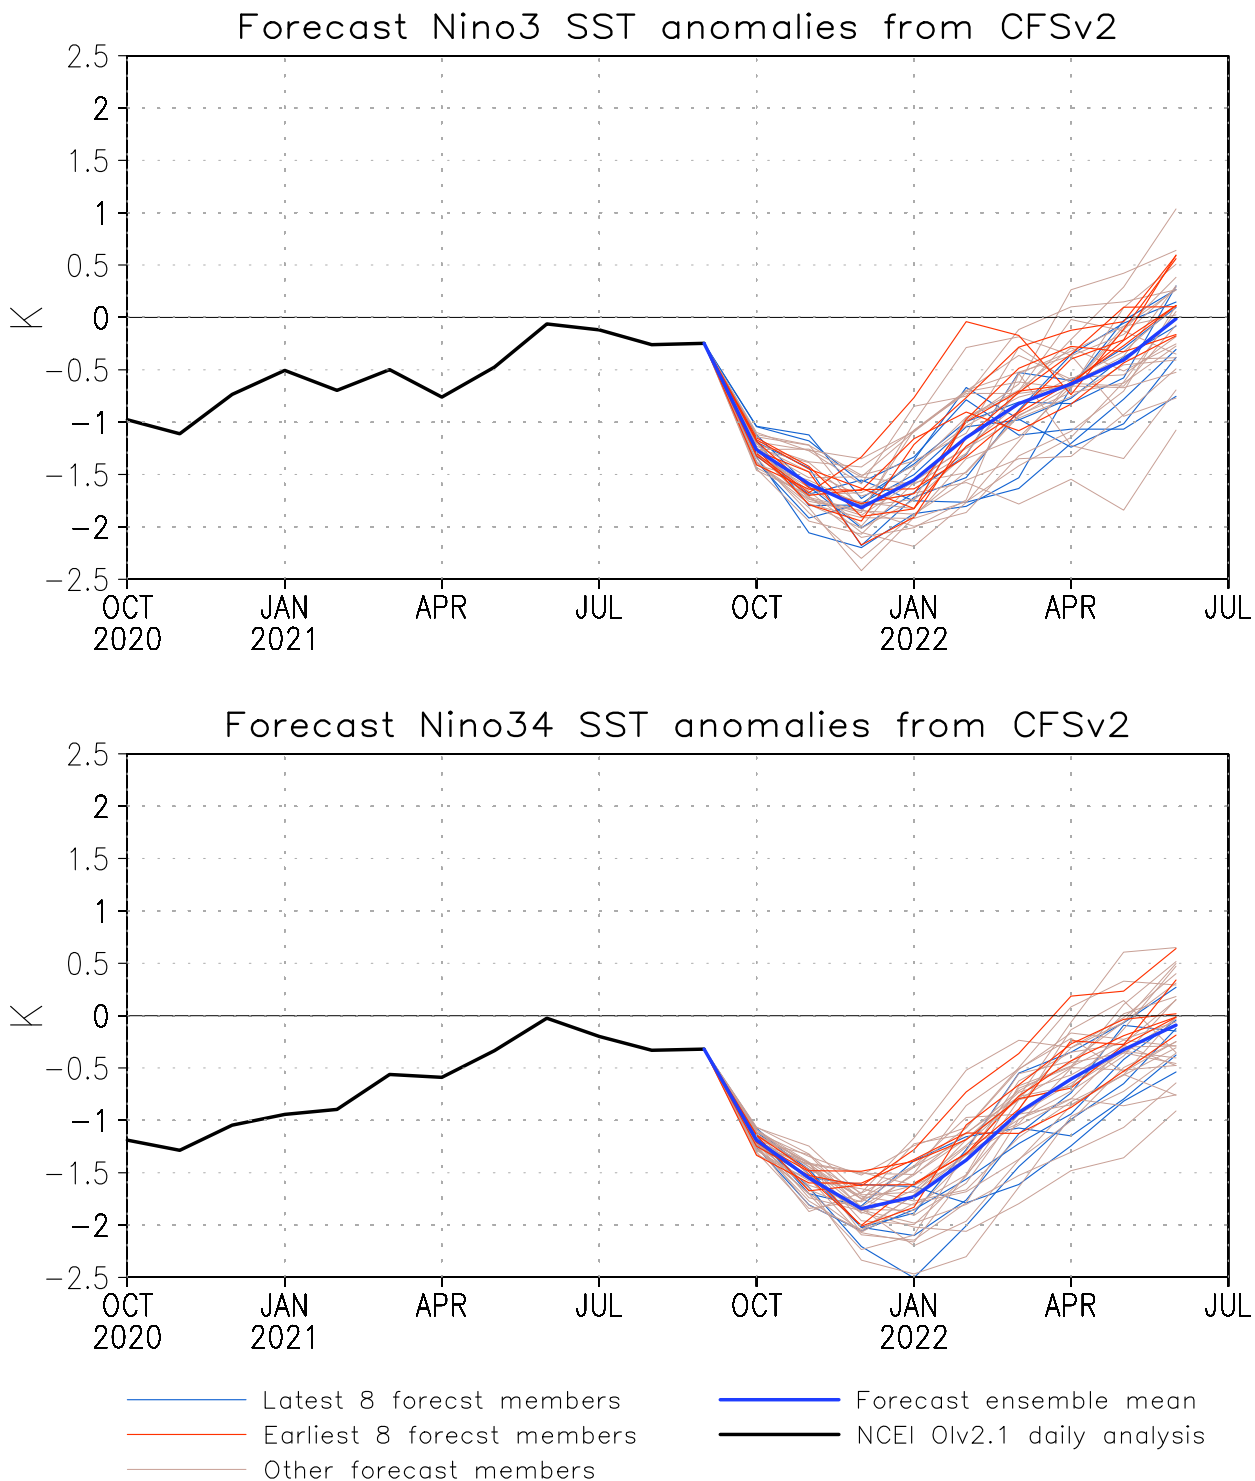 Forecast Nino3 SST anomalies from CFSv2
K
2.5
2
1.5
1
0.5
0
-0.5
-1
-1.5
-2
-2.5
OCT JAN APR JUL OCT JAN APR JUL
2020 2021 2022
Forecast Nino34 SST anomalies from CFSv2
K
2.5
2
1.5
1
0.5
0
-0.5
-1
-1.5
-2
-2.5
OCT JAN APR JUL OCT JAN APR JUL
2020 2021 2022
Latest 8 forecst members
Earliest 8 forecst members
Other forecast members
Forecast ensemble mean
NCEI OIv2.1 daily analysis